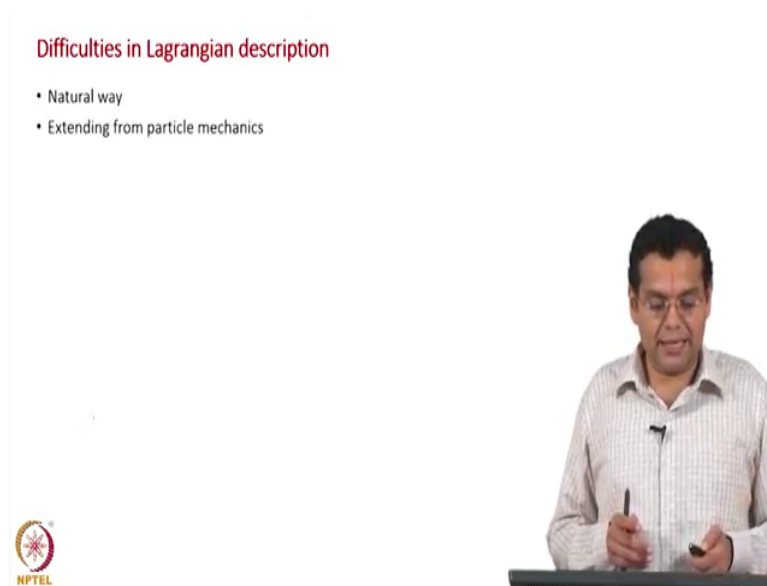 Difficulties in Lagrangian description
• Natural way
• Extending from particle mechanics
NPTEL